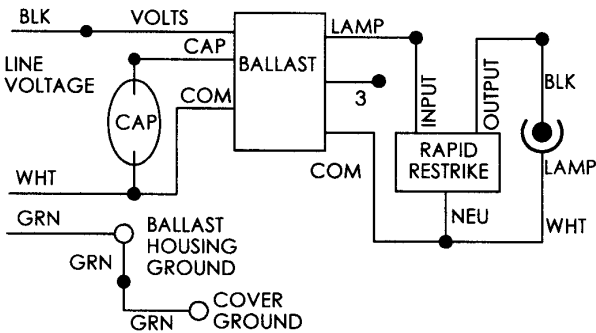 BLK
VOLTS
LAMP
CAP
LINE
VOLTAGE
BALLAST
3
INPUT
OUTPUT
BLK
CAP
COM
COM
RAPID
RESTRIKE
LAMP
WHT
NEU
WHT
GRN
BALLAST
HOUSING
GROUND
GRN
GRN
COVER
GROUND